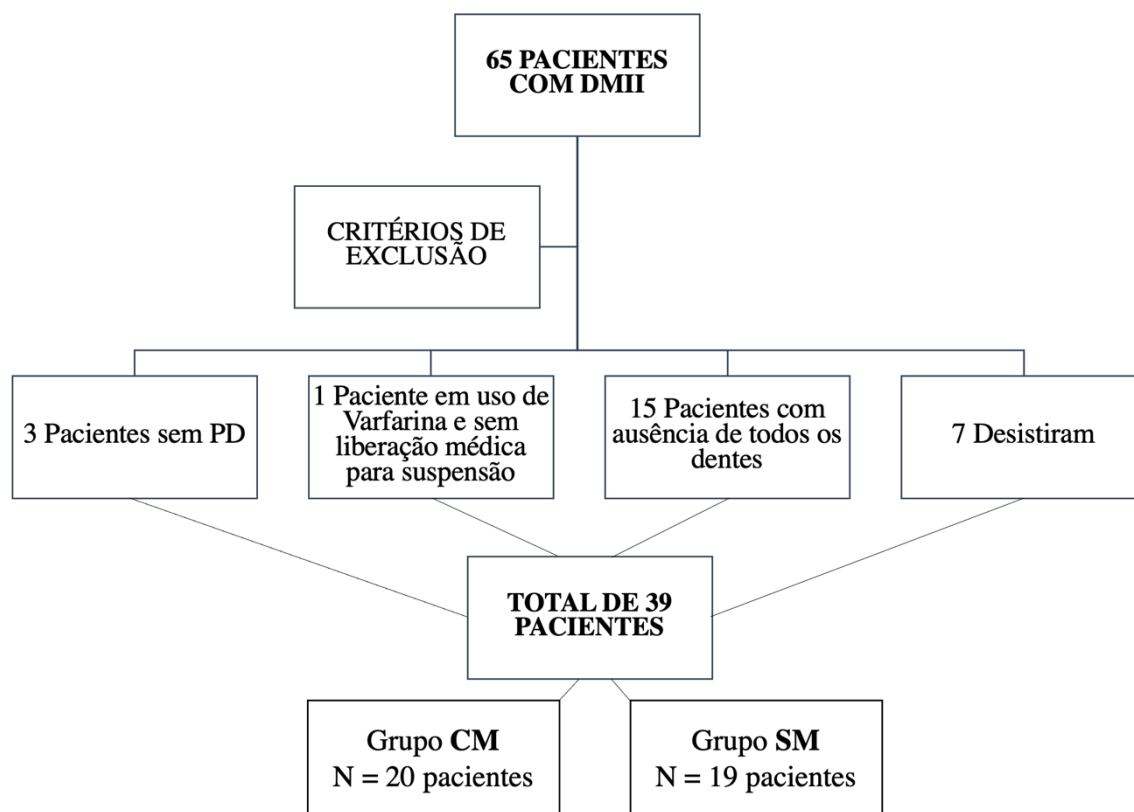 65 PACIENTES
COM DMII
CRITÉRIOS DE
EXCLUSÃO
3 Pacientes sem PD
1 Paciente em uso de
Varfarina e sem
liberação médica
para suspensão
15 Pacientes com
ausência de todos os
dentes
7 Desistiram
TOTAL DE 39
PACIENTES
Grupo CM
N = 20 pacientes
Grupo SM
N = 19 pacientes